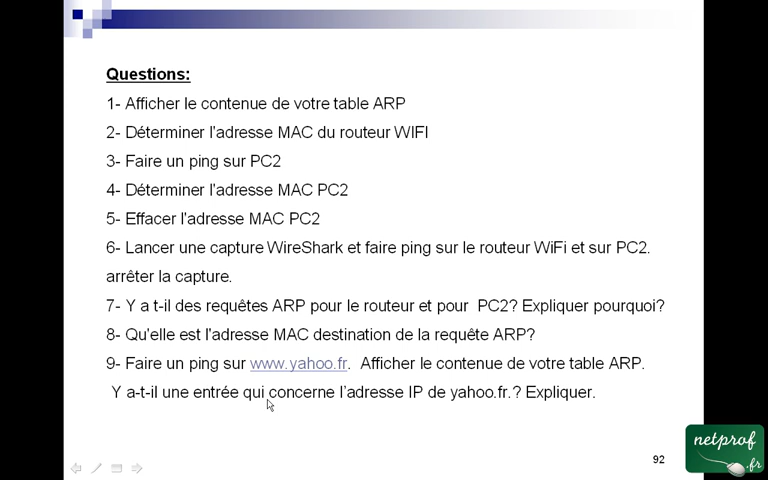 Questions:
1- Afficher le contenue de votre table ARP
2- Déterminer l'adresse MAC du routeur WIFI
3- Faire un ping sur PC2
4- Déterminer l'adresse MAC PC2
5- Effacer l'adresse MAC PC2
6- Lancer une capture WireShark et faire ping sur le routeur WiFi et sur PC2.
arrêter la capture.
7- Y a t-il des requêtes ARP pour le routeur et pour PC2? Expliquer pourquoi?
8- Qu'elle est l'adresse MAC destination de la requête ARP?
9- Faire un ping sur www.yahoo.fr. Afficher le contenue de votre table ARP.
Y a-t-il une entrée qui concerne l'adresse IP de yahoo.fr.? Expliquer.
92
netprof
.fr